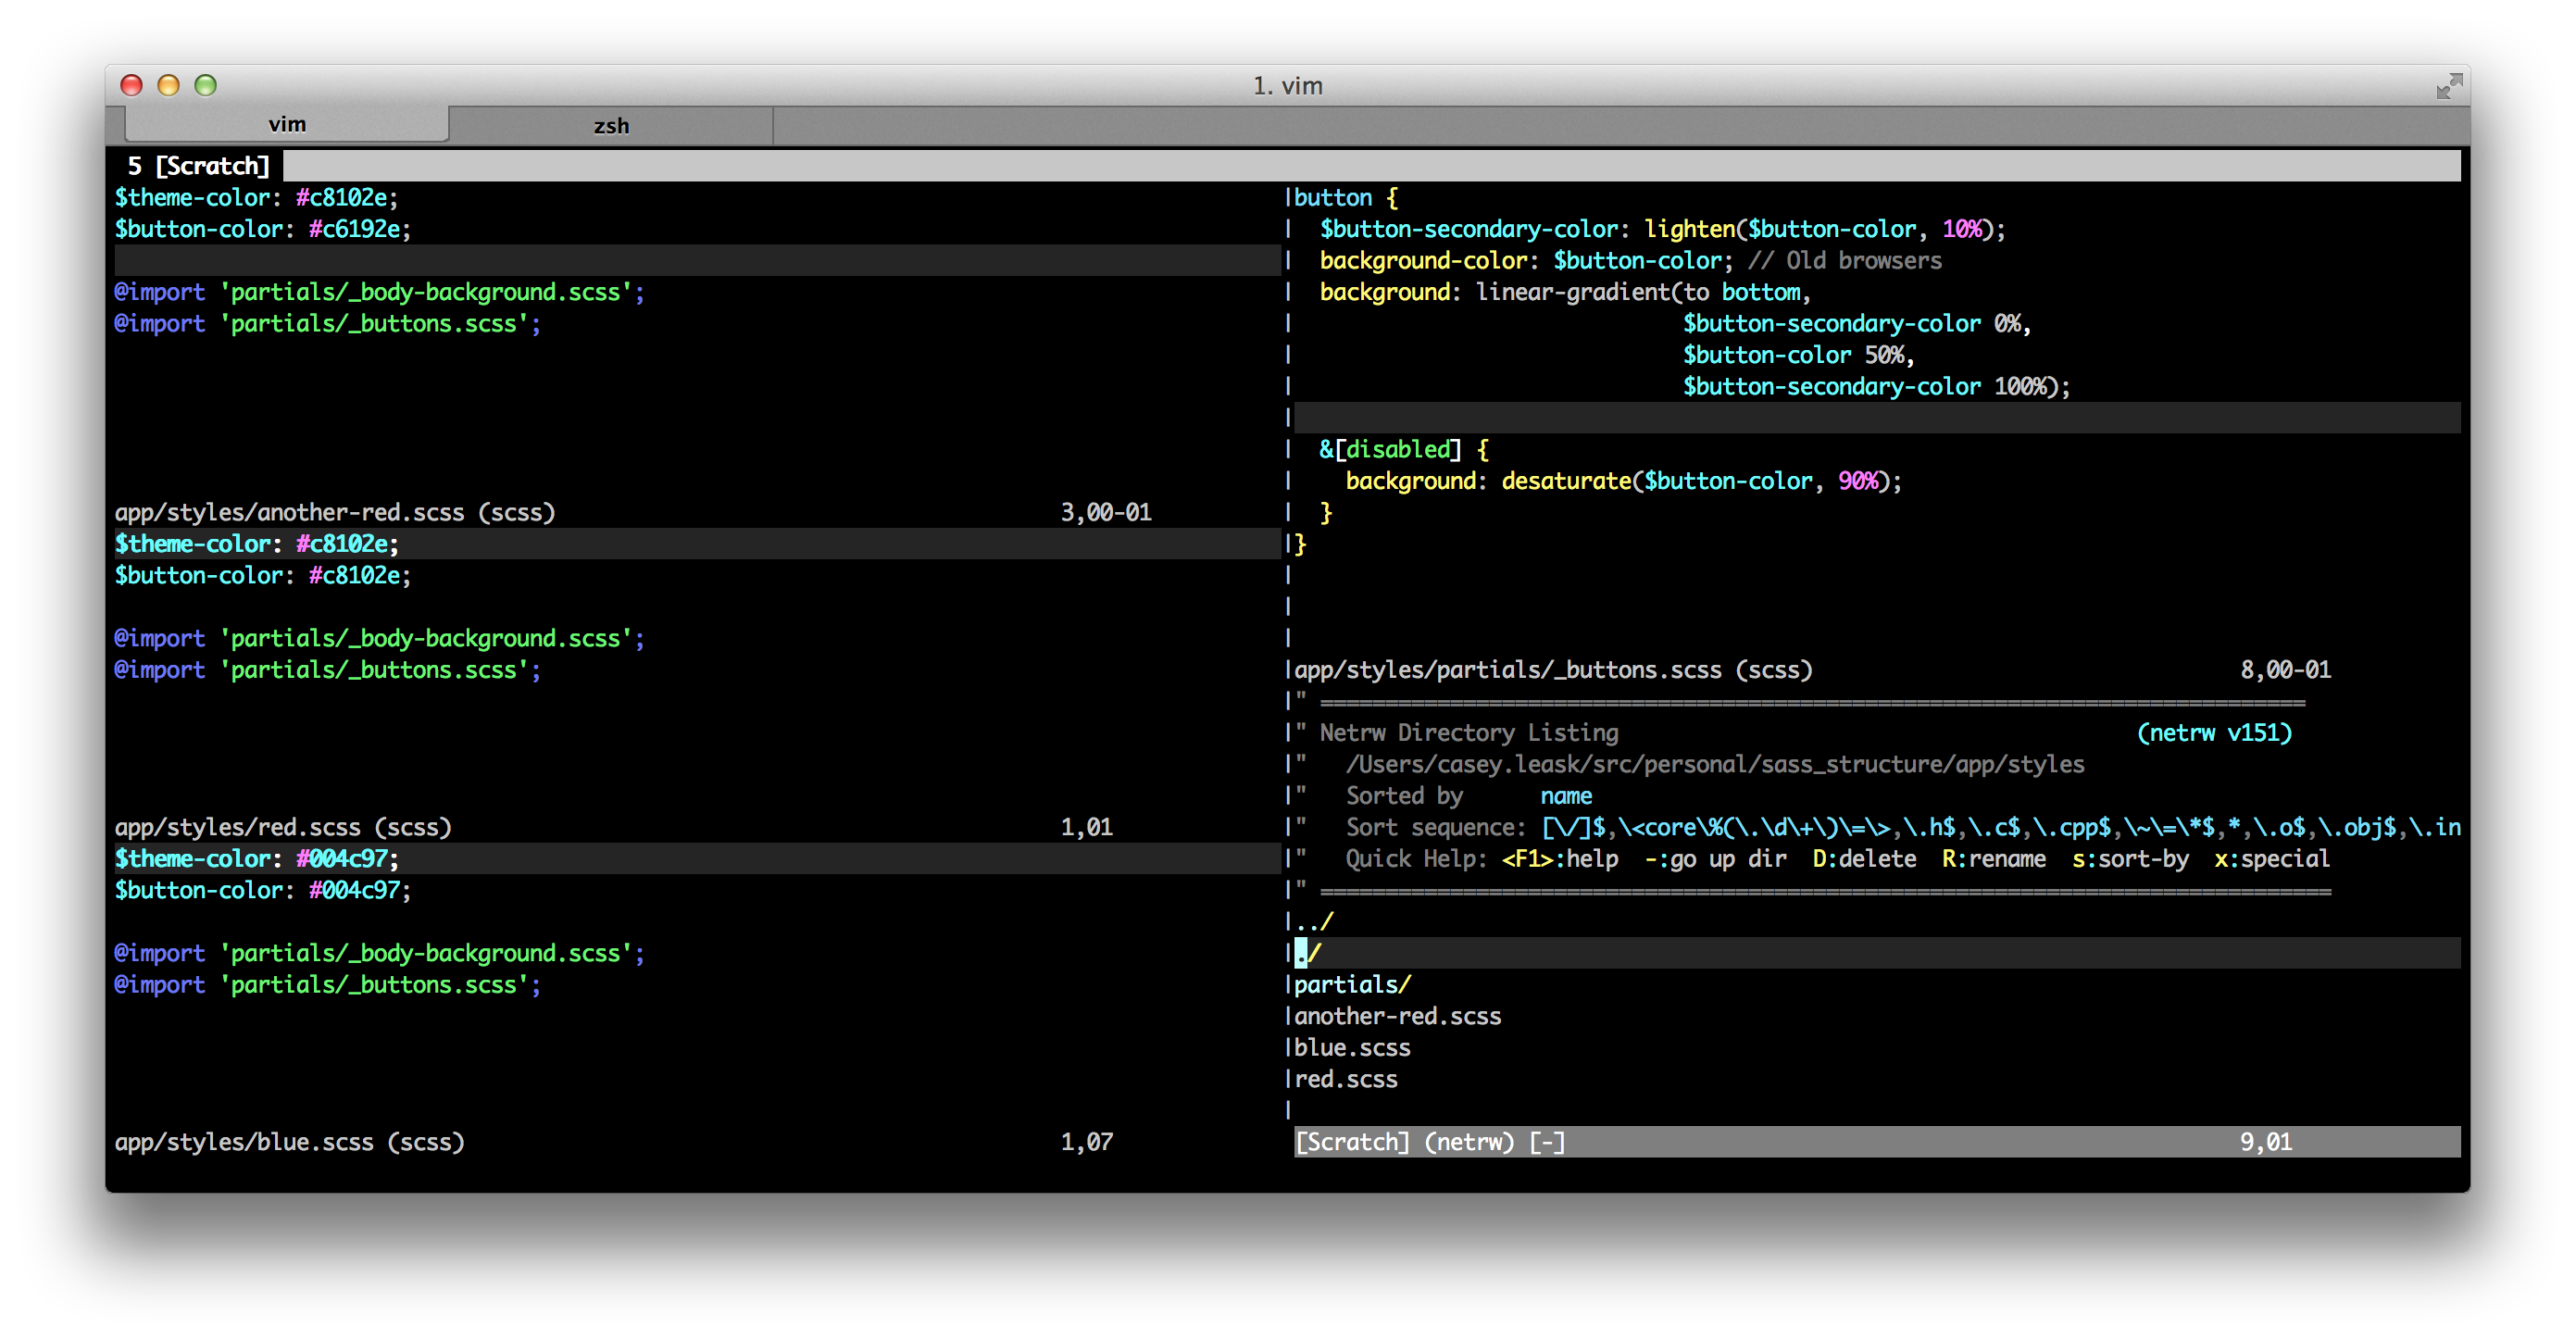 1. vim
vim
zsh
5 [Scratch]
$theme-color: #c8102e;
$button-color: #c6192e;
@import 'partials/_body-background.scss';
@import 'partials/_buttons.scss';
app/styles/another-red.scss (scss) 3,00-01
$theme-color: #c8102e;
$button-color: #c8102e;
@import 'partials/_body-background.scss';
@import 'partials/_buttons.scss';
app/styles/red.scss (scss) 1,01
$theme-color: #004c97;
$button-color: #004c97;
@import 'partials/_body-background.scss';
@import 'partials/_buttons.scss';
app/styles/blue.scss (scss) 1,07
|button {
|  $button-secondary-color: lighten($button-color, 10%);
|  background-color: $button-color; // Old browsers
|  background: linear-gradient(to bottom,
|                              $button-secondary-color 0%,
|                              $button-color 50%,
|                              $button-secondary-color 100%);
|
|  &[disabled] {
|    background: desaturate($button-color, 90%);
|  }
|}
|
|
|
|app/styles/partials/_buttons.scss (scss) 8,00-01
|" ============================================================================
|" Netrw Directory Listing                                        (netrw v151)
|"   /Users/casey.leask/src/personal/sass_structure/app/styles
|"   Sorted by      name
|"   Sort sequence: [\/]$,\<core\%(\.\d\+\)\=\>,\.h$,\.c$,\.cpp$,\~\=\*$,*,\.o$,\.obj$,\.in
|"   Quick Help: <F1>:help  -:go up dir  D:delete  R:rename  s:sort-by  x:special
|" ==============================================================================
|../
|./
|partials/
|another-red.scss
|blue.scss
|red.scss
|
[Scratch] (netrw) [-] 9,01